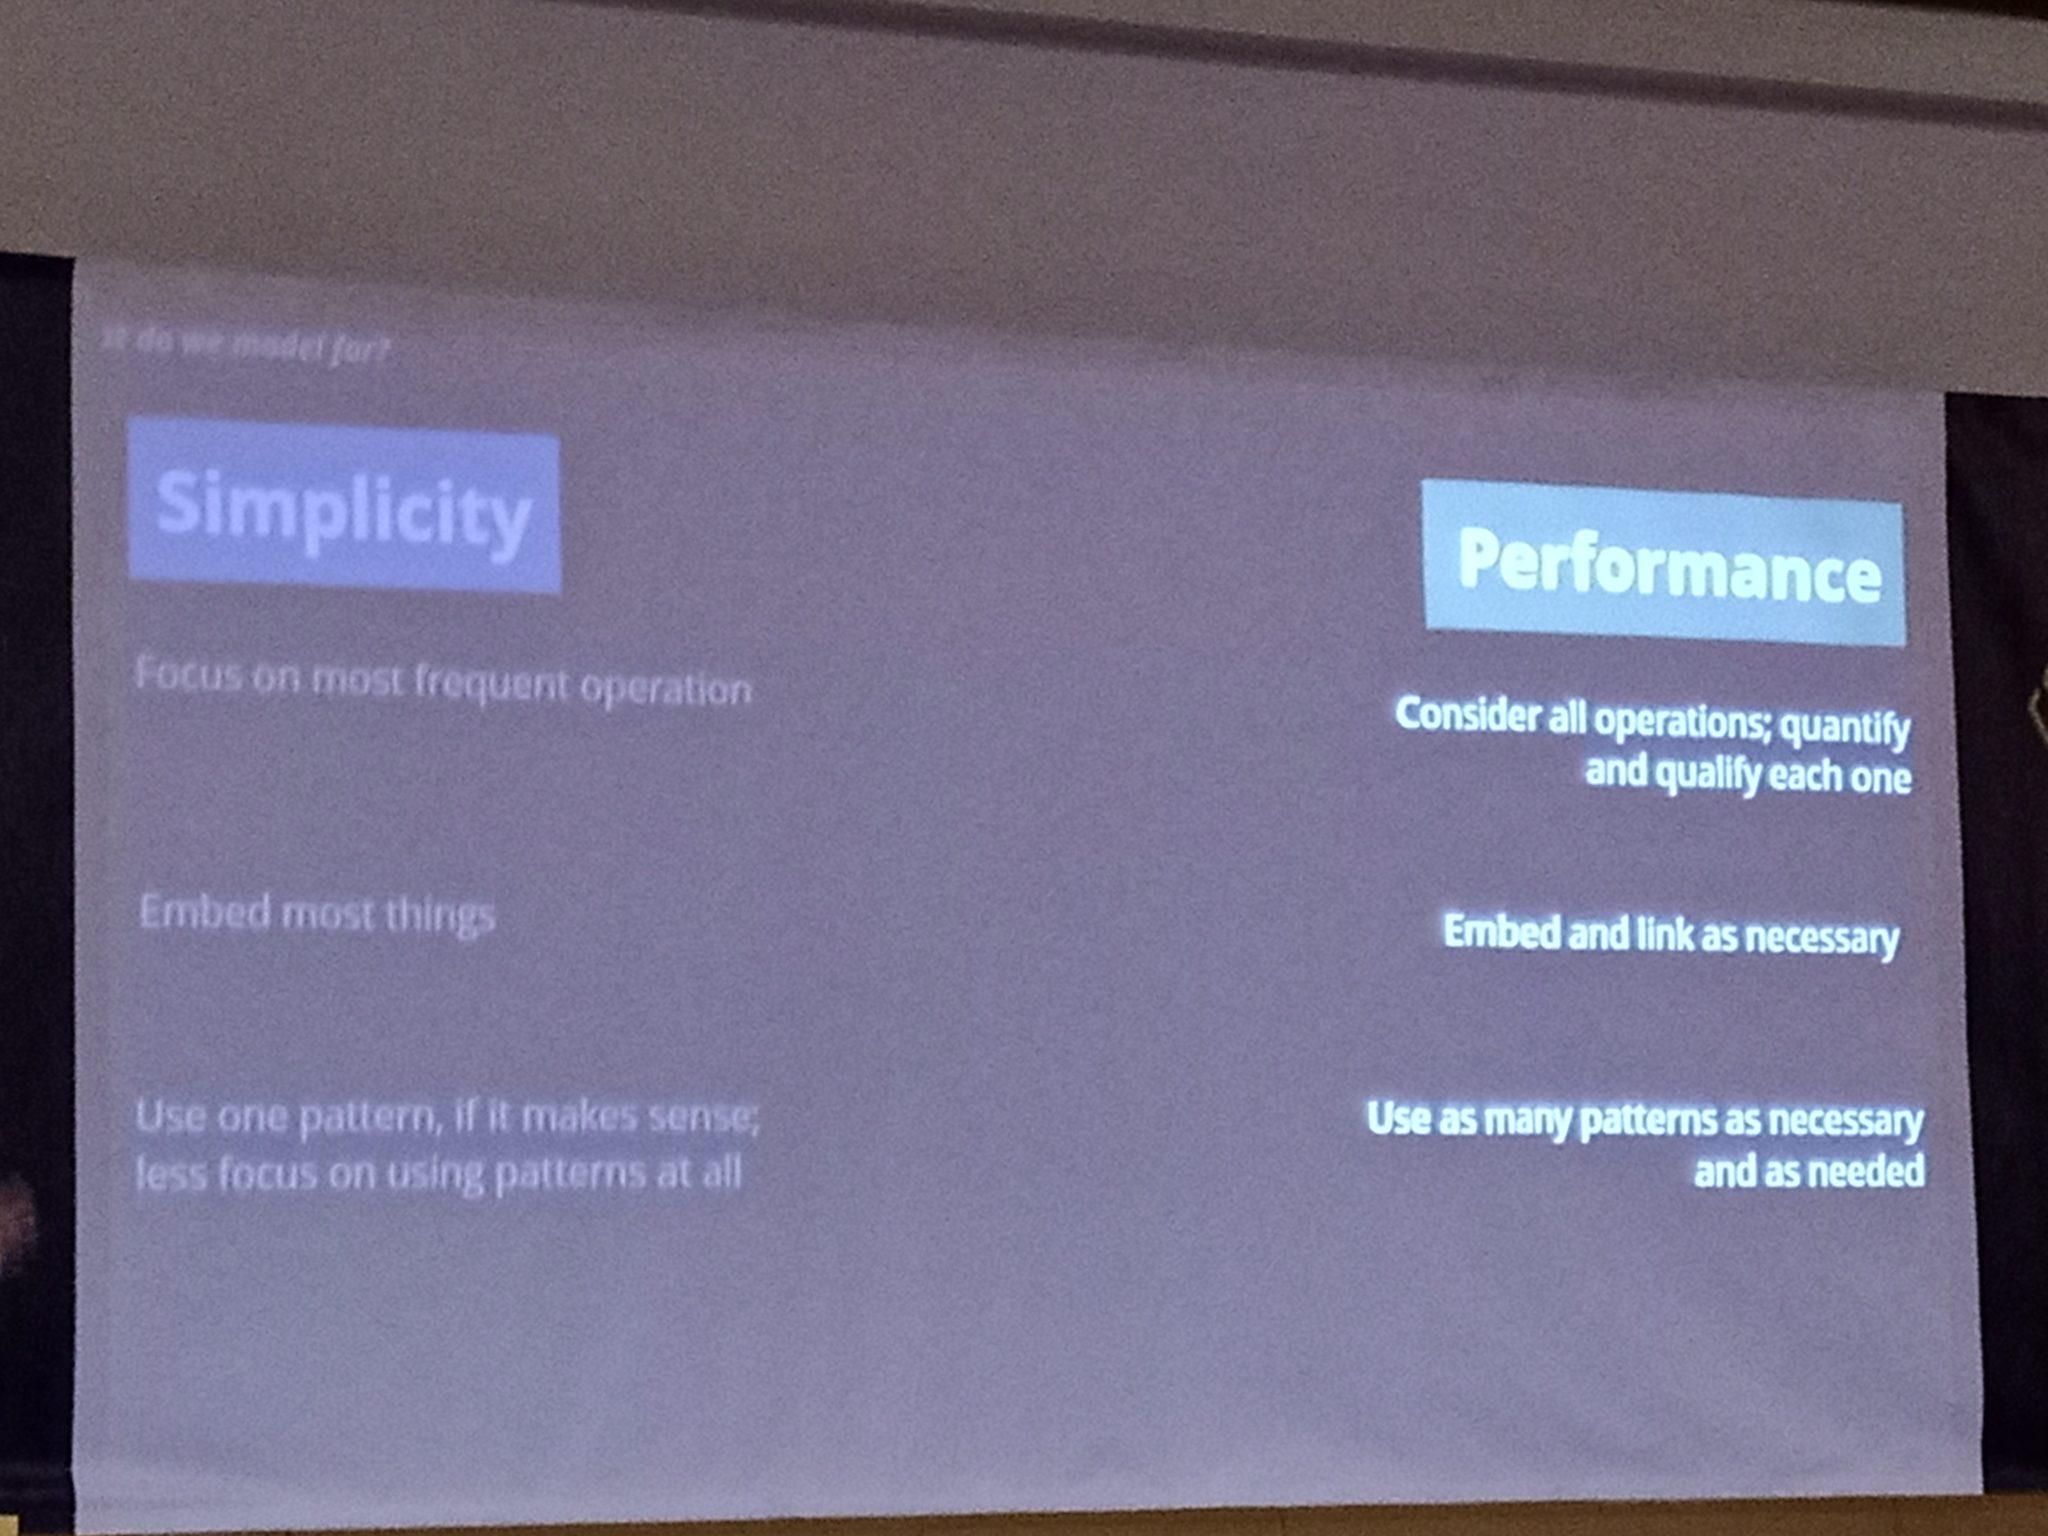 do we model for?
Simplicity
Performance
Focus on most frequent operation
Consider all operations; quantify
and qualify each one
Embed most things
Embed and link as necessary
Use one pattern, if it makes sense;
less focus on using patterns at all
Use as many patterns as necessary
and as needed